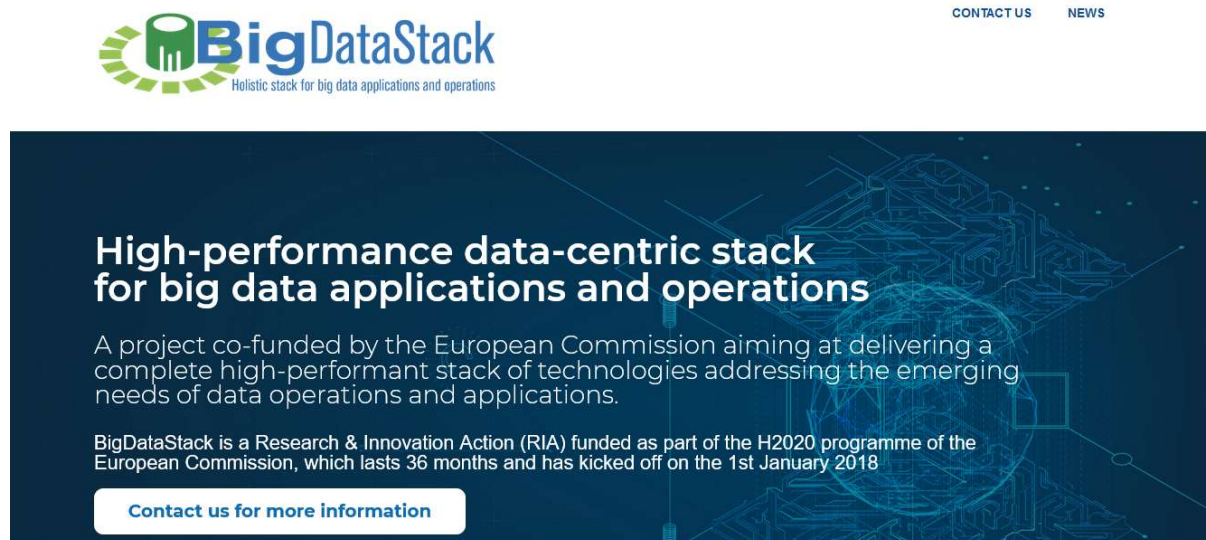 CONTACT US NEWS
BigDataStack
Holistic stack for big data applications and operations
High-performance data-centric stack
for big data applications and operations
A project co-funded by the European Commission aiming at delivering a
complete high-performant stack of technologies addressing the emerging
needs of data operations and applications.
BigDataStack is a Research & Innovation Action (RIA) funded as part of the H2020 programme of the
European Commission, which lasts 36 months and has kicked off on the 1st January 2018
Contact us for more information